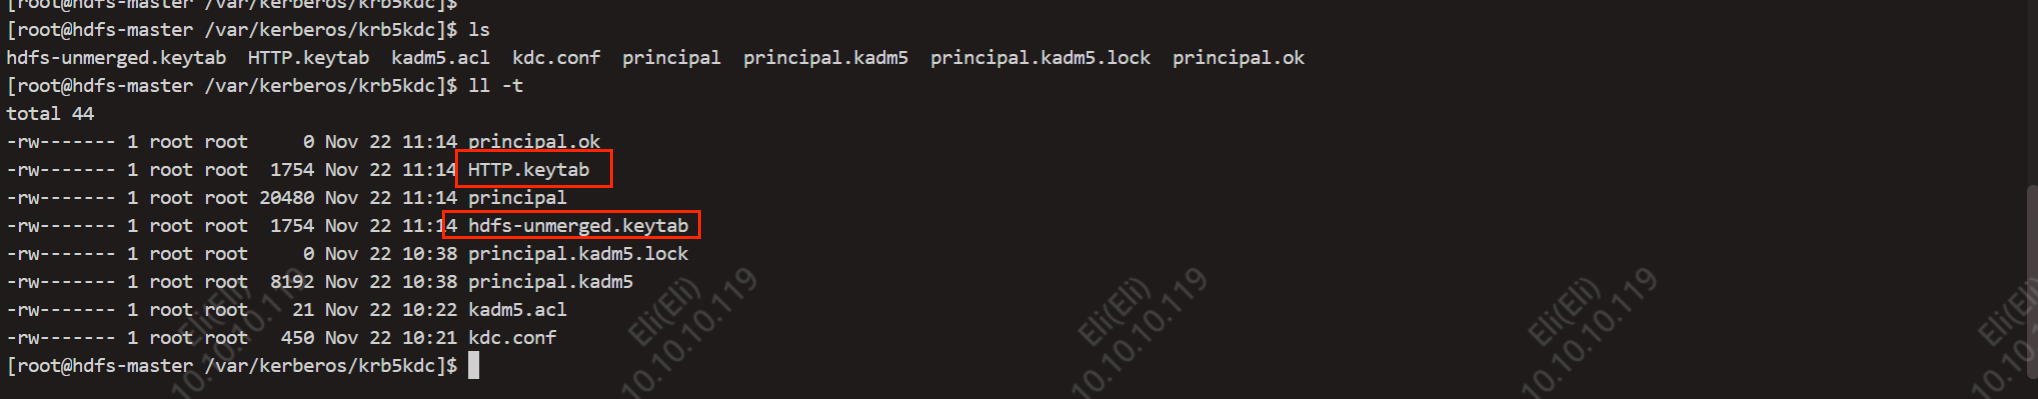 [root@hdfs-master /var/kerberos/krb5kdc]$
[root@hdfs-master /var/kerberos/krb5kdc]$ ls
hdfs-unmerged.keytab  HTTP.keytab  kadm5.acl  kdc.conf  principal  principal.kadm5  principal.kadm5.lock  principal.ok
[root@hdfs-master /var/kerberos/krb5kdc]$ ll -t
total 44
-rw------- 1 root root     0 Nov 22 11:14 principal.ok
-rw------- 1 root root  1754 Nov 22 11:14 HTTP.keytab
-rw------- 1 root root 20480 Nov 22 11:14 principal
-rw------- 1 root root  1754 Nov 22 11:14 hdfs-unmerged.keytab
-rw------- 1 root root     0 Nov 22 10:38 principal.kadm5.lock
-rw------- 1 root root  8192 Nov 22 10:38 principal.kadm5
-rw------- 1 root root    21 Nov 22 10:22 kadm5.acl
-rw------- 1 root root   450 Nov 22 10:21 kdc.conf
[root@hdfs-master /var/kerberos/krb5kdc]$
Eli(Eli)
10.10.10.119
Eli(Eli)
10.10.10.119
Eli(Eli)
10.10.10.119
Eli(Eli)
10.10.10.119
Eli(Eli)
10.10.10